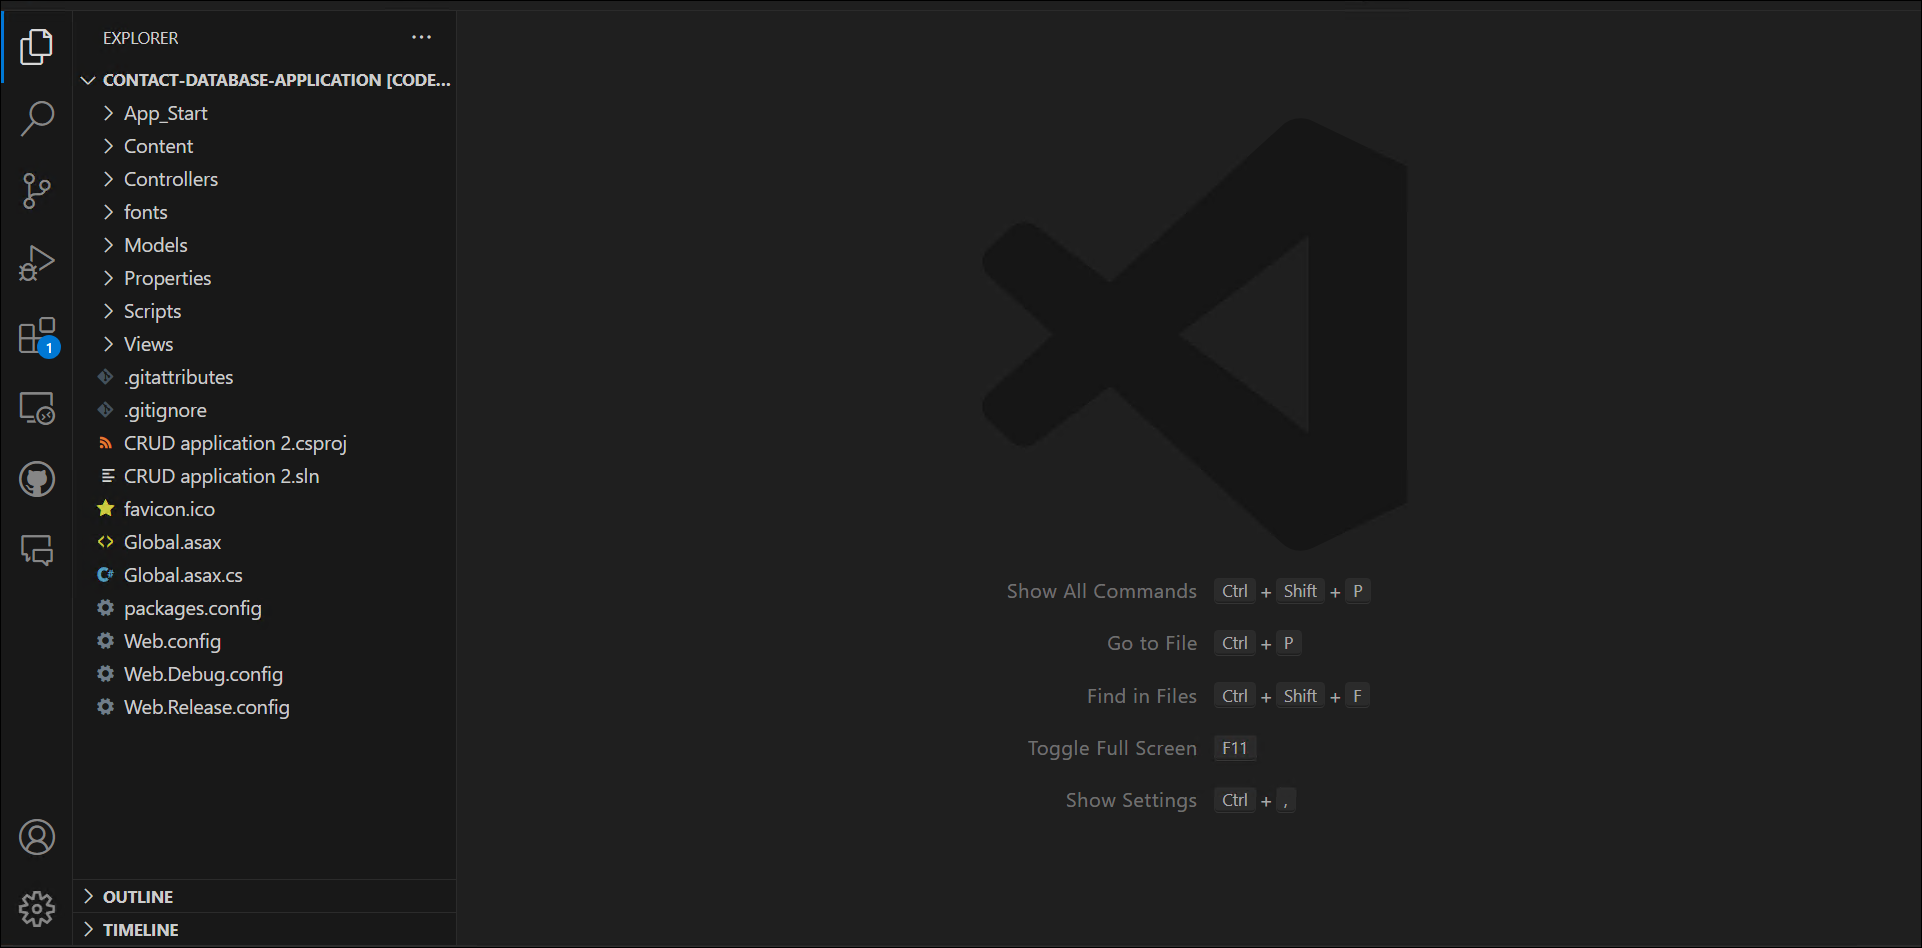 EXPLORER
CONTACT-DATABASE-APPLICATION [CODE...
App_Start
Content
Controllers
fonts
Models
Properties
Scripts
Views
.gitattributes
.gitignore
CRUD application 2.csproj
CRUD application 2.sln
favicon.ico
Global.asax
Global.asax.cs
packages.config
Web.config
Web.Debug.config
Web.Release.config
OUTLINE
TIMELINE
1
Show All Commands Ctrl + Shift + P
Go to File Ctrl + P
Find in Files Ctrl + Shift + F
Toggle Full Screen F11
Show Settings Ctrl + ,